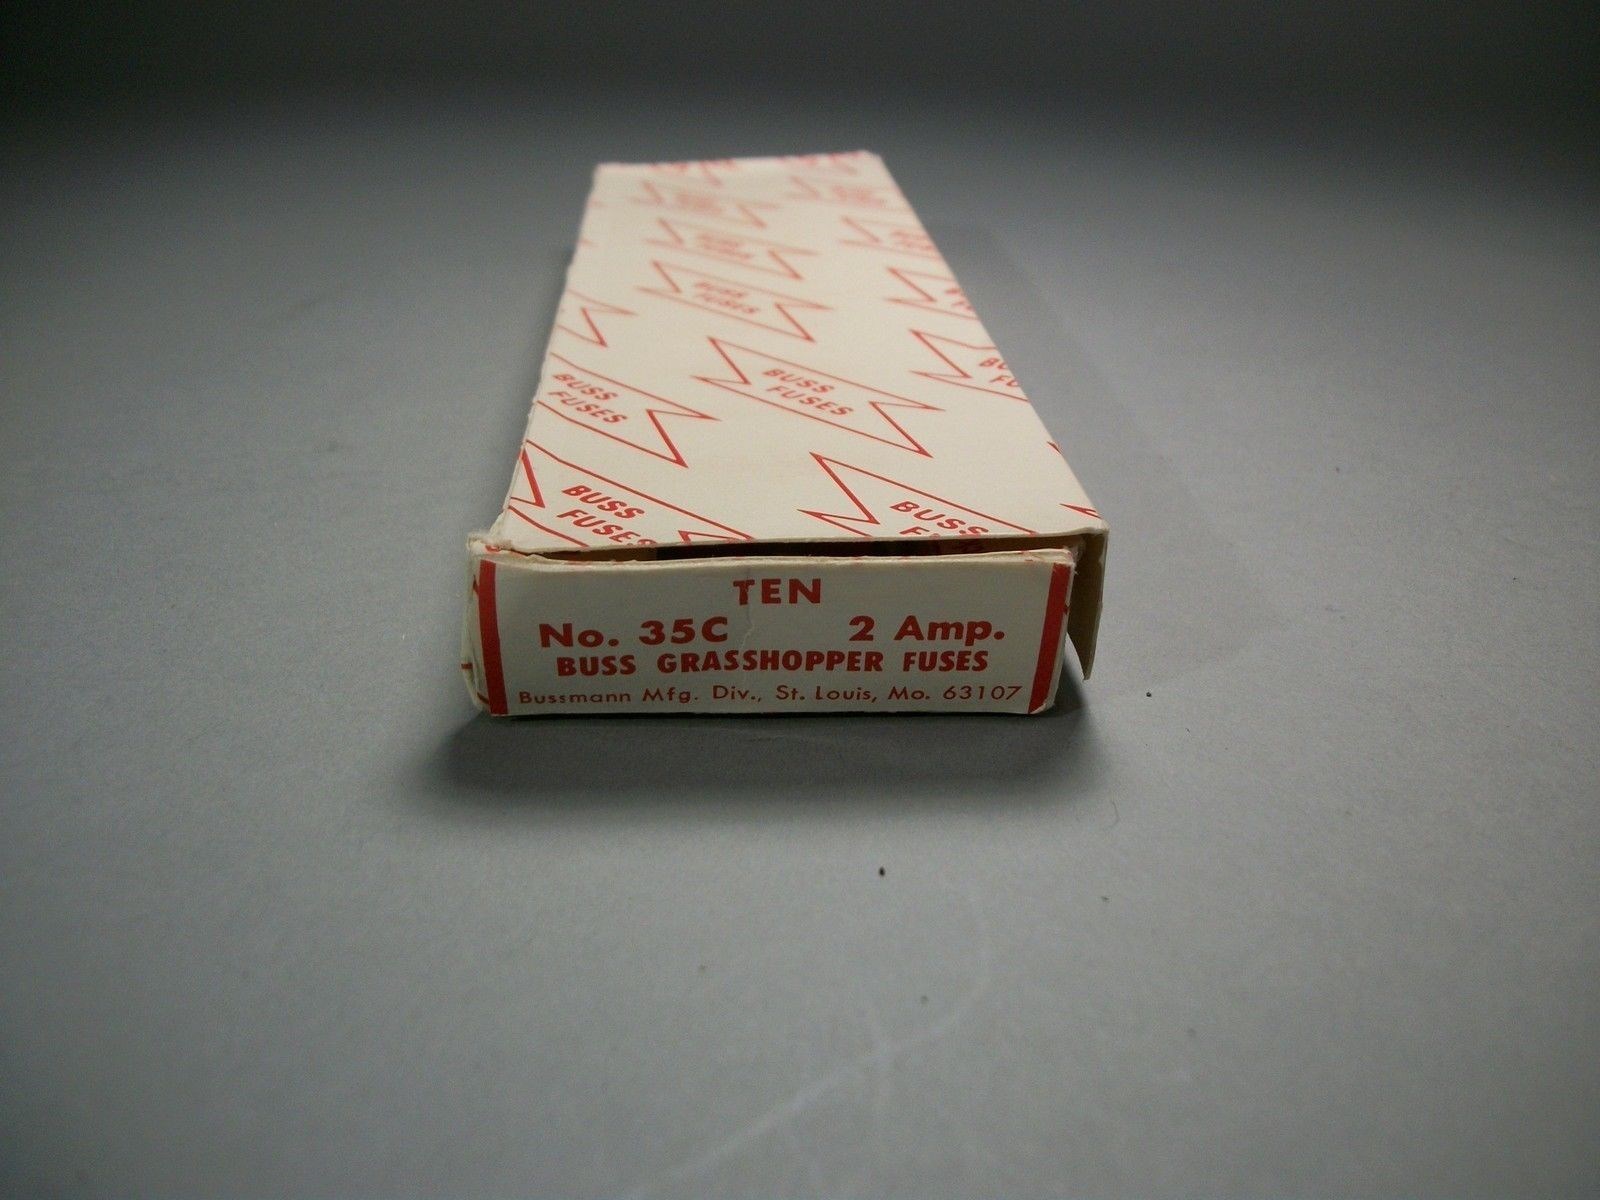 BUSS
FUSES
BUSS
FUSES
BUSS
FUSES
BUSS
FUSES
BUSS
TEN
No. 35C 2 Amp.
BUSS GRASSHOPPER FUSES
Bussmann Mfg. Div., St. Louis, Mo. 63107